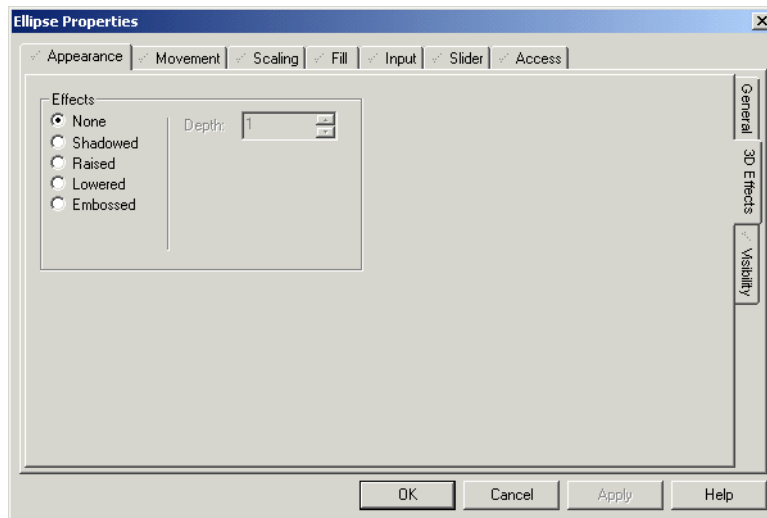 Ellipse Properties
Appearance Movement Scaling Fill Input Slider Access
General
3D Effects
Visibility
Effects
None
Shadowed
Raised
Lowered
Embossed
Depth: 1
OK Cancel Apply Help